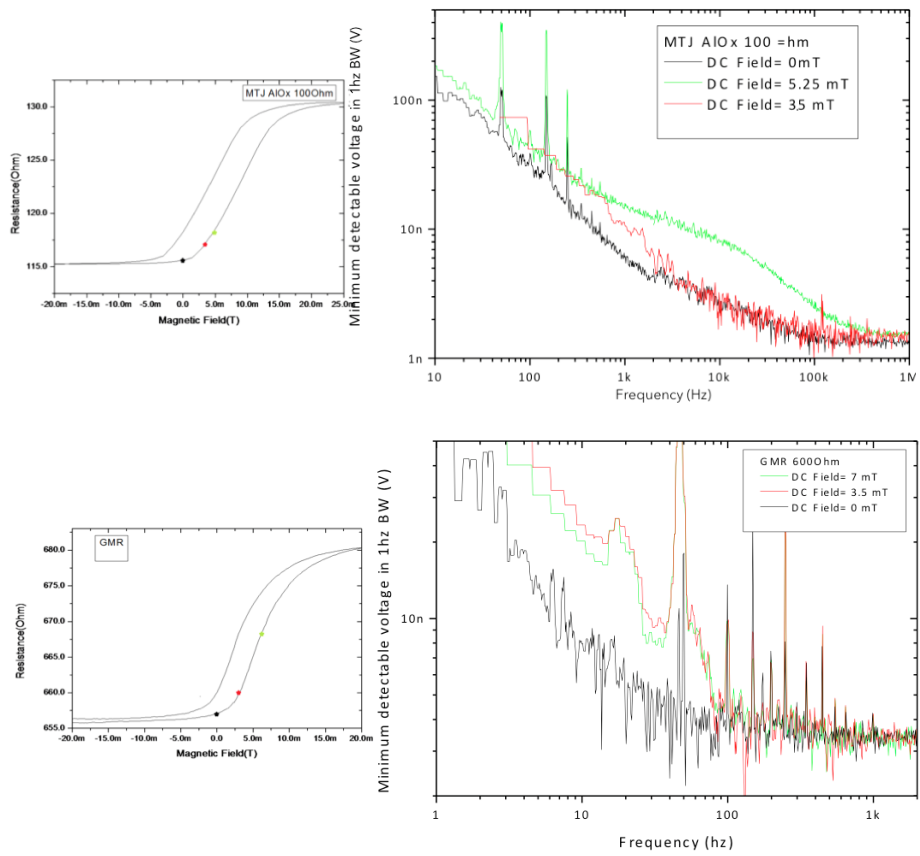 MTJ AlOx 100Ohm
130.0
125.0
120.0
115.0
-20.0m -15.0m -10.0m -5.0m 0.0 5.0m 10.0m 15.0m 20.0m 25.0m
Magnetic Field(T)
Resistance(Ohm)
Minimum detectable voltage in 1hz BW (V)
MTJ AlOx 100 =hm
DC Field= 0mT
DC Field= 5.25 mT
DC Field= 35 mT
100n
10n
1n
10 100 1k 10k 100k 1M
Frequency (Hz)
GMR
680.0
675.0
670.0
665.0
660.0
655.0
-20.0m -15.0m -10.0m -5.0m 0.0 5.0m 10.0m 15.0m 20.0m
Magnetic Field(T)
Resistance(Ohm)
Minimum detectable voltage in 1hz BW (V)
GMR 600Ohm
DC Field= 7 mT
DC Field= 3.5 mT
DC Field= 0 mT
10n
1 10 100 1k
Frequency (hz)